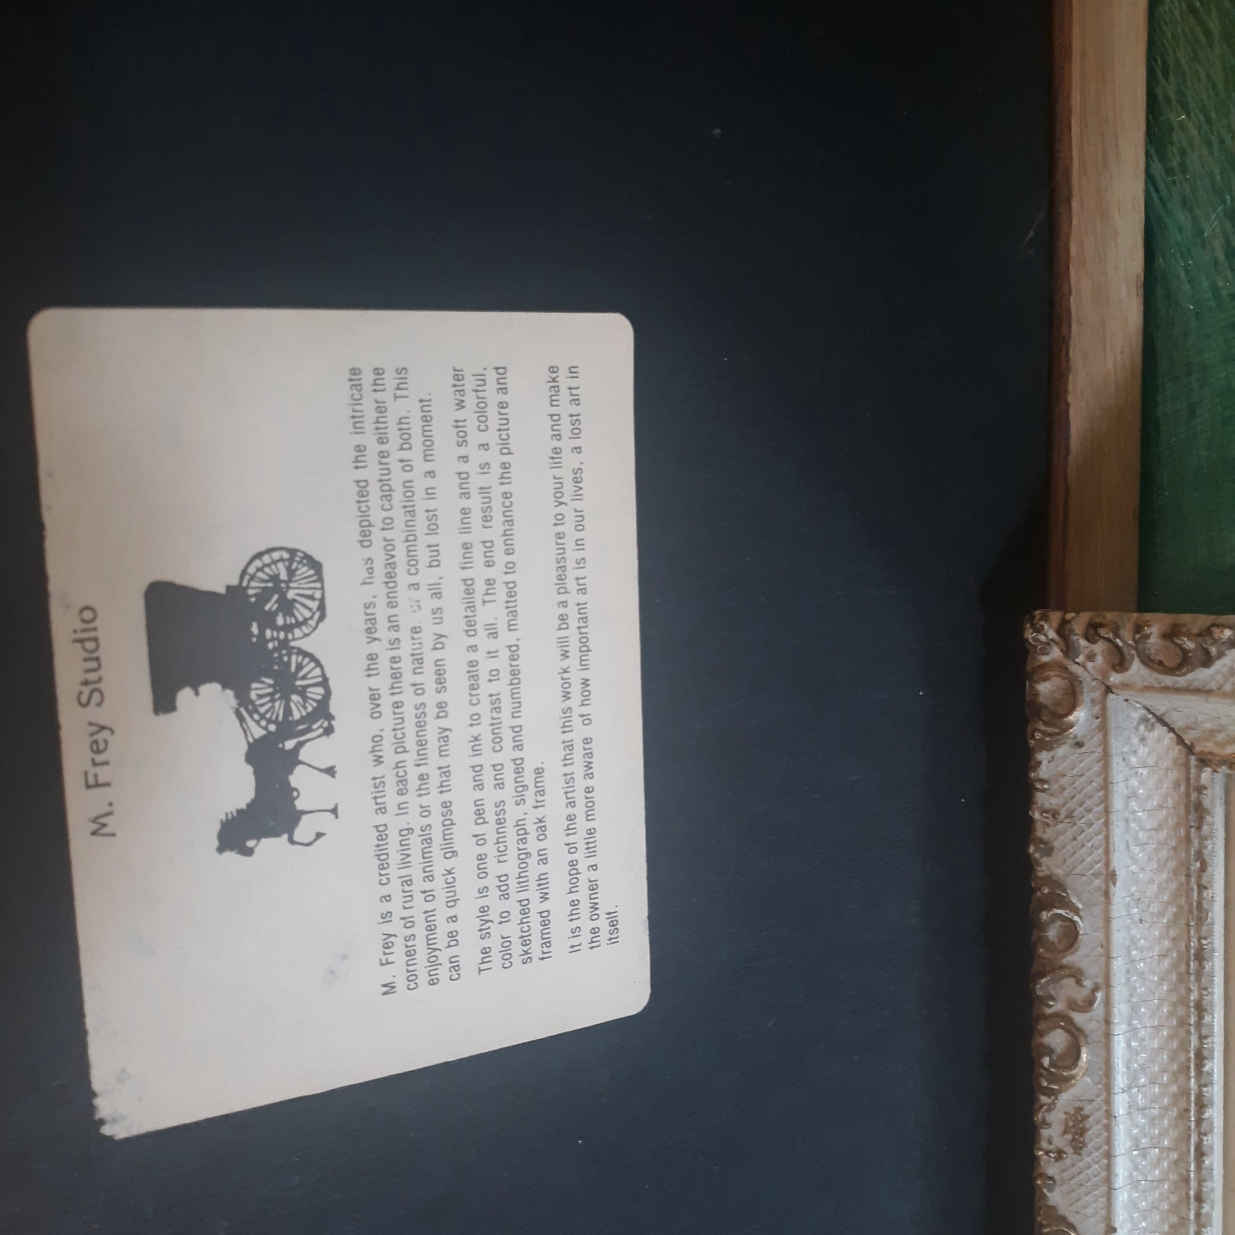 M. Frey Studio
M. Frey is a credited artist who, over the years, has depicted the intricate
corners of rural living. In each picture there is an endeavor to capture either the
enjoyment of animals or the fineness of nature or a combination of both. This
can be a quick glimpse that may be seen by us all, but lost in a moment.
The style is one of pen and ink to create a detailed fine line and a soft water
color to add richness and contrast to it all. The end result is a colorful,
sketched lithograph, signed and numbered, matted to enhance the picture and
framed with an oak frame.
It is the hope of the artist that this work will be a pleasure to your life and make
the owner a little more aware of how important art is in our lives, a lost art in
itself.